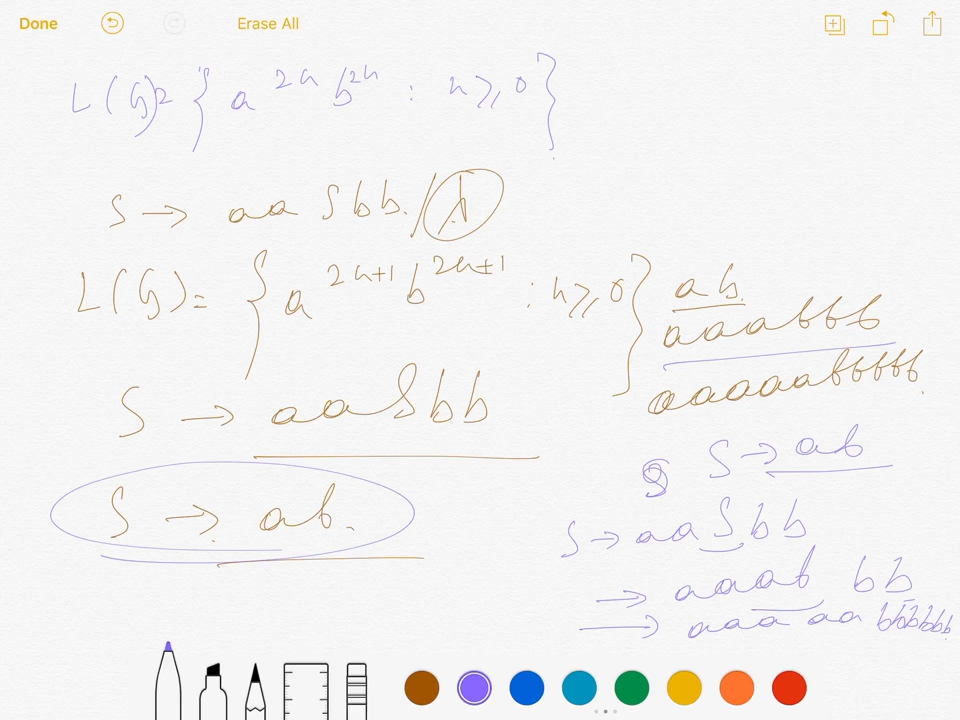 Done Erase All
L(G)= { a^2n b^2n : n≥0 }
S → aaSbb/λ
L(G)= { a^2n+1 b^2n+1 : n≥0 }
ab
aaabbb
aaaaabbbbb
S → aaSbb
S → ab
S → ab.
S → aaSbb
→ aaab bb